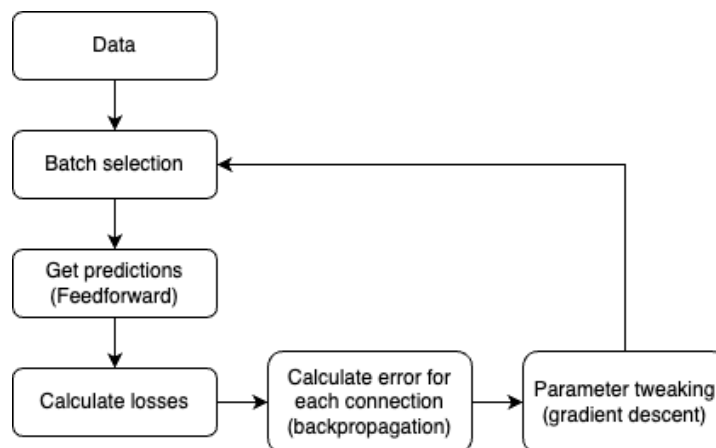 Data
Batch selection
Get predictions
(Feedforward)
Calculate losses
Calculate error for
each connection
(backpropagation)
Parameter tweaking
(gradient descent)